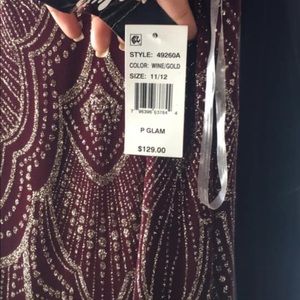 STYLE: 49260A
COLOR: WINE/GOLD
SIZE: 11/12
P GLAM
$129.00